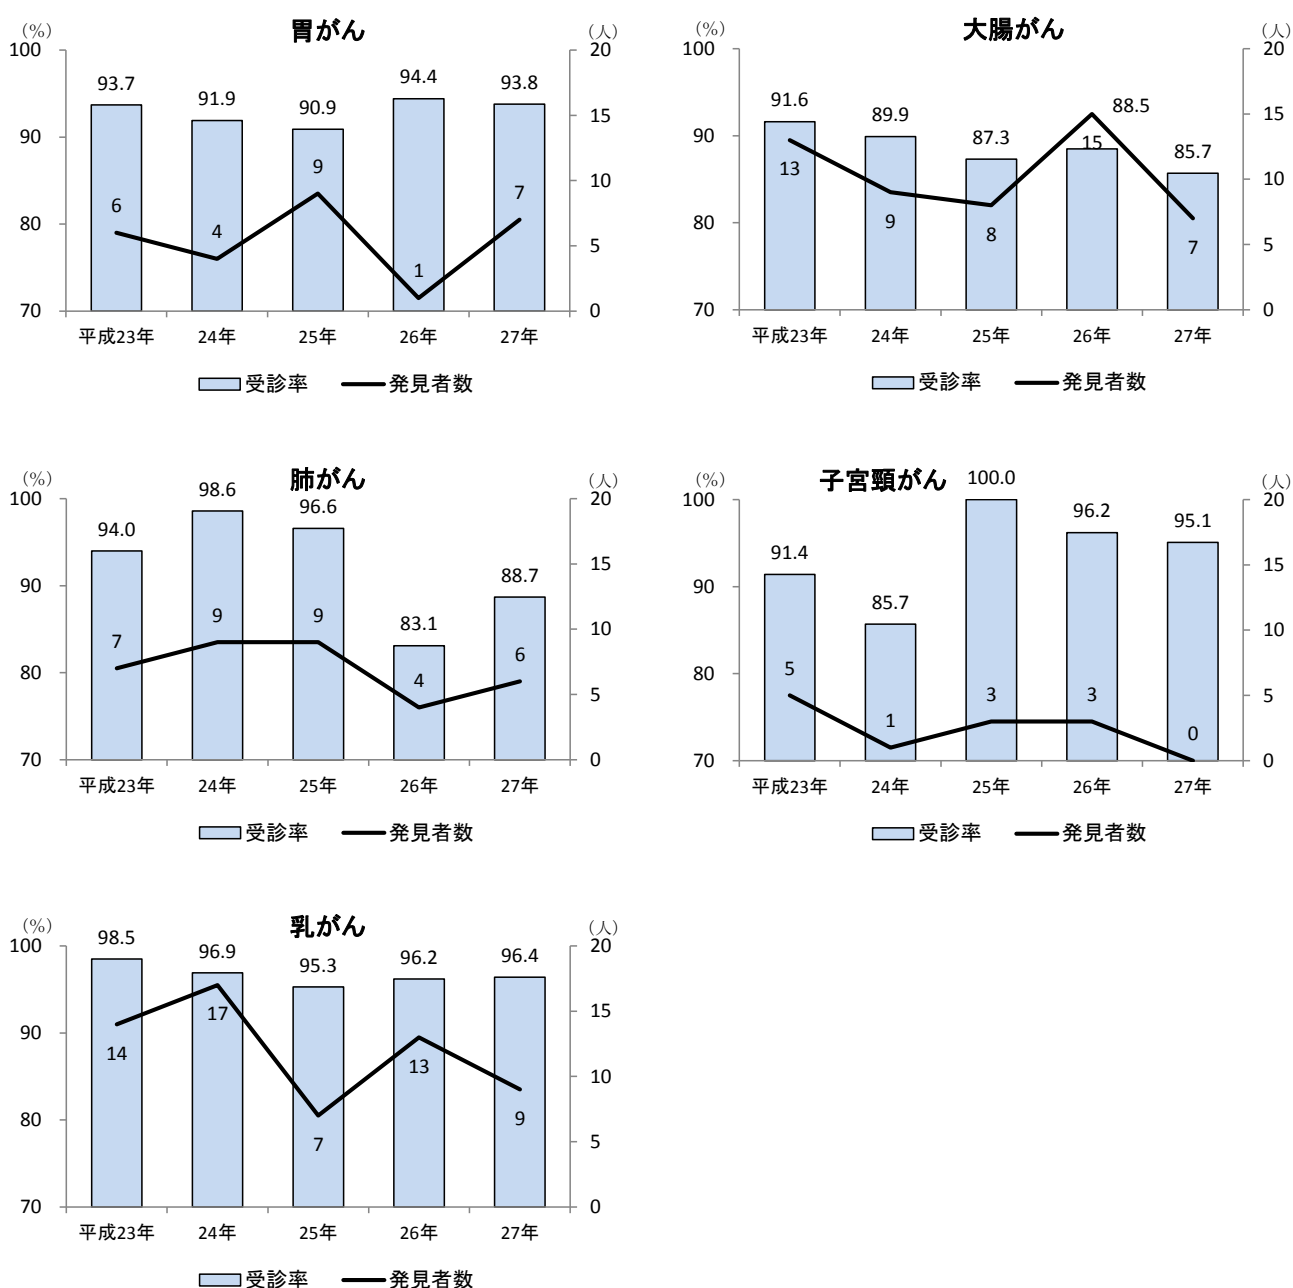 胃がん
(%) (人)
100 20
93.7 91.9 90.9 94.4 93.8
90 15
9
80 6 4 7 10
5
1
70 0
平成23年 24年 25年 26年 27年
受診率 発見者数
大腸がん
(%) (人)
100 20
91.6 89.9 87.3 88.5 85.7
90 15
13 15
80 9 8 7 10
5
70 0
平成23年 24年 25年 26年 27年
受診率 発見者数
肺がん
(%) (人)
100 20
94.0 98.6 96.6 83.1 88.7
90 15
7 9 9 4 6
80 10
5
70 0
平成23年 24年 25年 26年 27年
受診率 発見者数
子宮頸がん
(%) (人)
100 20
91.4 85.7 100.0 96.2 95.1
90 15
80 10
5 1 3 3 0
5
70 0
平成23年 24年 25年 26年 27年
受診率 発見者数
乳がん
(%) (人)
100 20
98.5 96.9 95.3 96.2 96.4
90 15
14 17 7 13 9
80 10
5
70 0
平成23年 24年 25年 26年 27年
受診率 発見者数